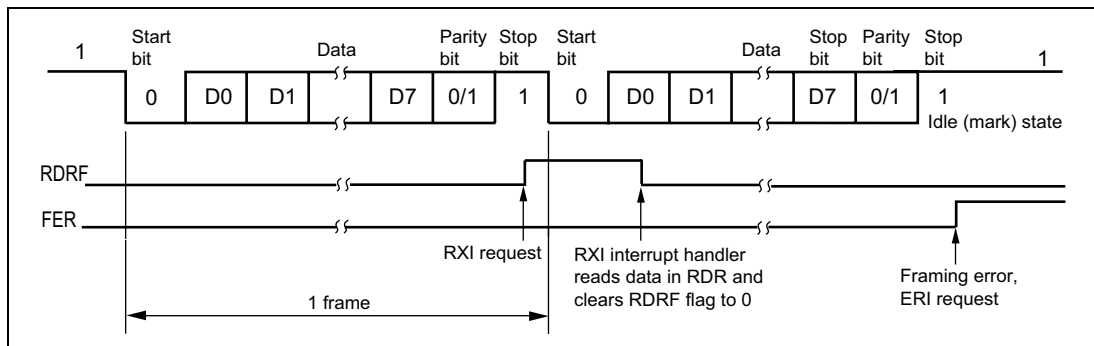 1 Start bit Data Parity bit Stop bit Start bit Data Stop bit Parity bit Stop bit 1
0 D0 D1 D7 0/1 1 0 D0 D1 D7 0/1 1
Idle (mark) state
RDRF
FER
RXI request
RXI interrupt handler
reads data in RDR and
clears RDRF flag to 0
Framing error,
ERI request
1 frame